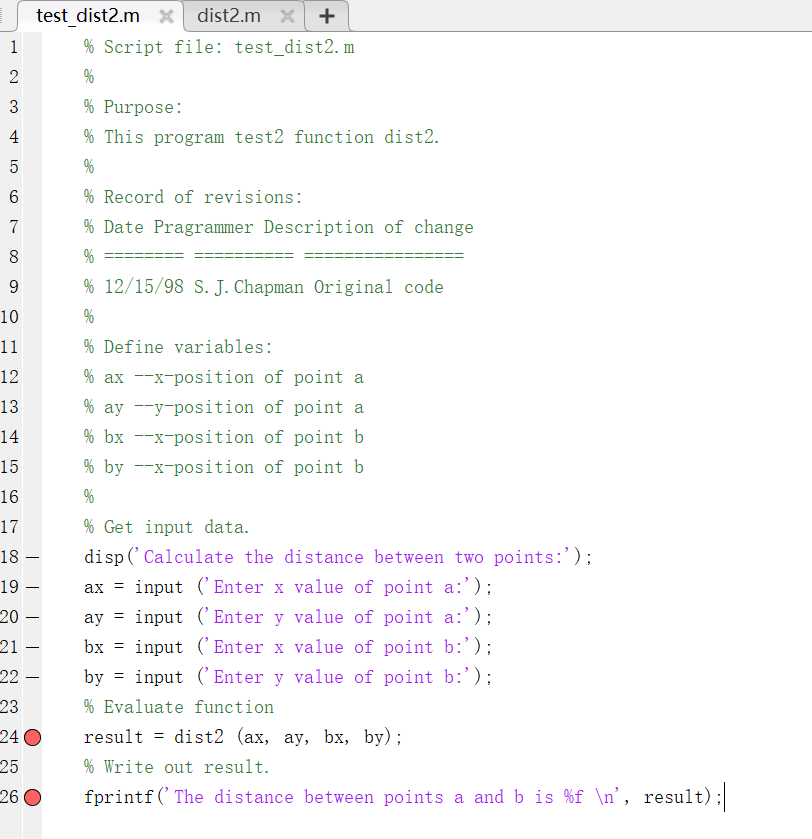 test_dist2.m × dist2.m × +
1 % Script file: test_dist2.m
2 %
3 % Purpose:
4 % This program test2 function dist2.
5 %
6 % Record of revisions:
7 % Date Pragrammer Description of change
8 % ======== ========== ================
9 % 12/15/98 S.J.Chapman Original code
10 %
11 % Define variables:
12 % ax --x-position of point a
13 % ay --y-position of point a
14 % bx --x-position of point b
15 % by --x-position of point b
16 %
17 % Get input data.
18 — disp('Calculate the distance between two points:');
19 — ax = input ('Enter x value of point a:');
20 — ay = input ('Enter y value of point a:');
21 — bx = input ('Enter x value of point b:');
22 — by = input ('Enter y value of point b:');
23 % Evaluate function
24 result = dist2 (ax, ay, bx, by);
25 % Write out result.
26 fprintf('The distance between points a and b is %f \n', result);